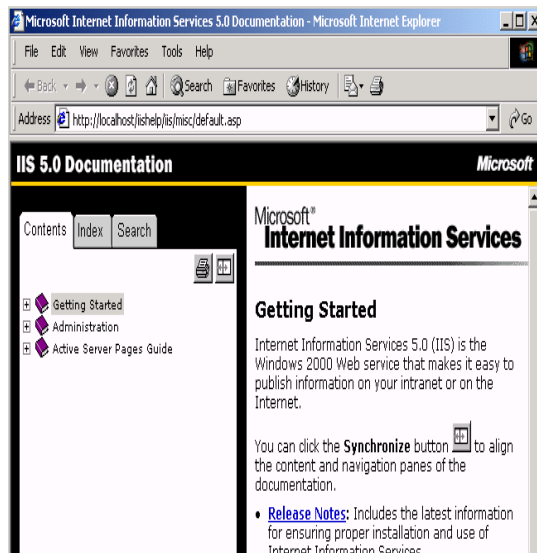 Microsoft Internet Information Services 5.0 Documentation - Microsoft Internet Explorer
File Edit View Favorites Tools Help
Back Search Favorites History
Address http://localhost/iishelp/iis/misc/default.asp Go
IIS 5.0 Documentation Microsoft
Contents Index Search
Getting Started
Administration
Active Server Pages Guide
Microsoft®
Internet Information Services
Getting Started
Internet Information Services 5.0 (IIS) is the
Windows 2000 Web service that makes it easy to
publish information on your intranet or on the
Internet.
You can click the Synchronize button to align
the content and navigation panes of the
documentation.
• Release Notes: Includes the latest information
for ensuring proper installation and use of
Internet Information Services